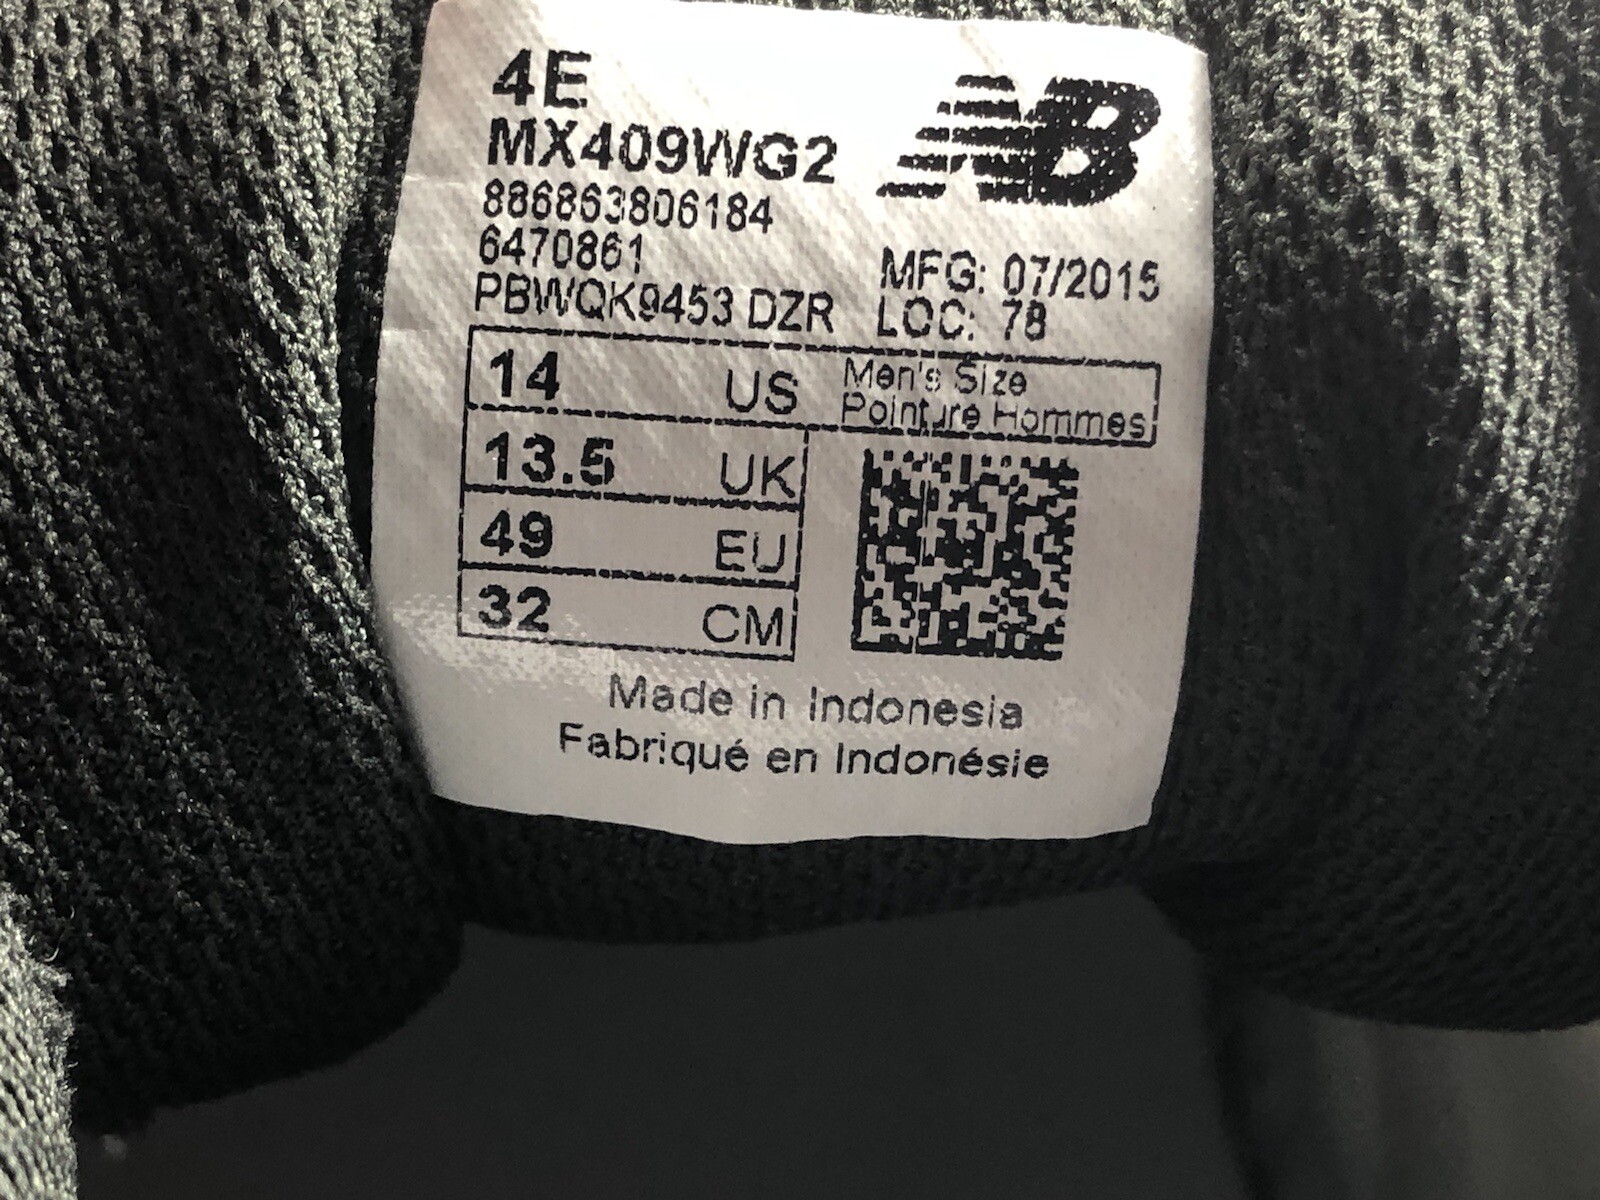 4E
MX409WG2
NB
886863806184
6470861
PBWQK9453 DZR
MFG: 07/2015
LOC: 78
14 US
Men's Size
Pointure Hommes
13.5 UK
49 EU
32 CM
Made in Indonesia
Fabriqué en Indonésie